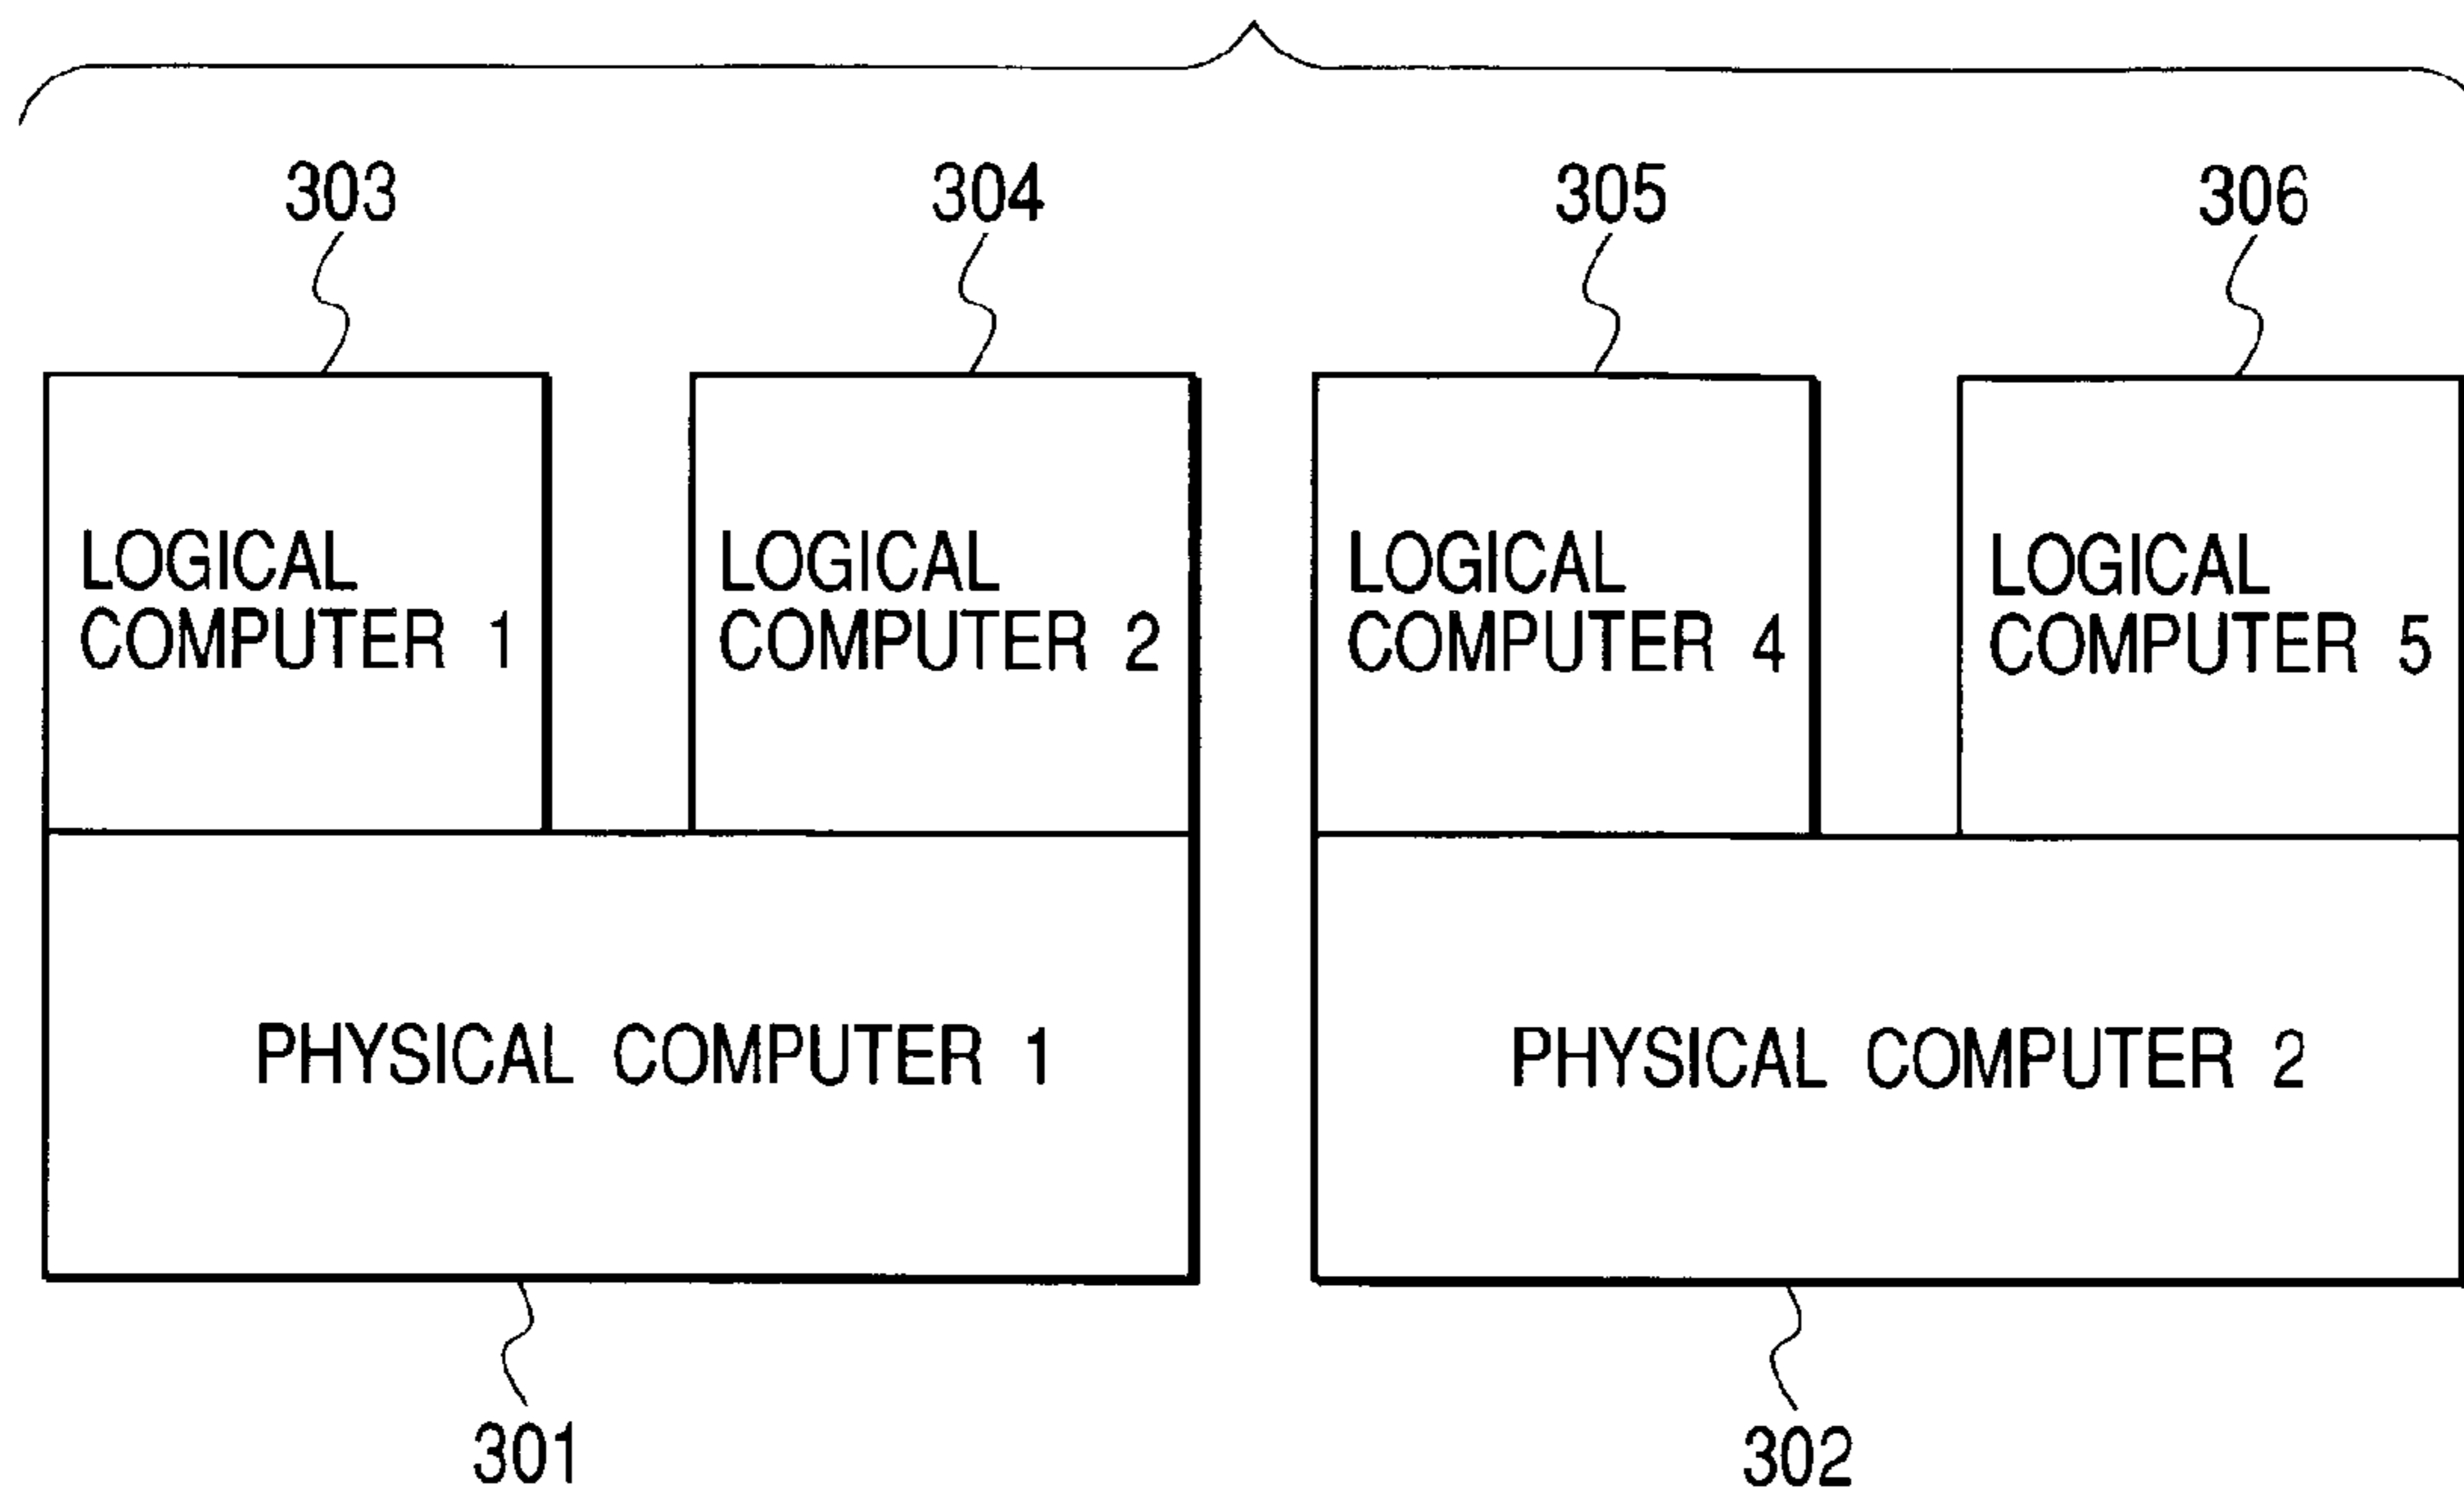 303
304
305
306
LOGICAL
COMPUTER 1
LOGICAL
COMPUTER 2
LOGICAL
COMPUTER 4
LOGICAL
COMPUTER 5
PHYSICAL COMPUTER 1
PHYSICAL COMPUTER 2
301
302